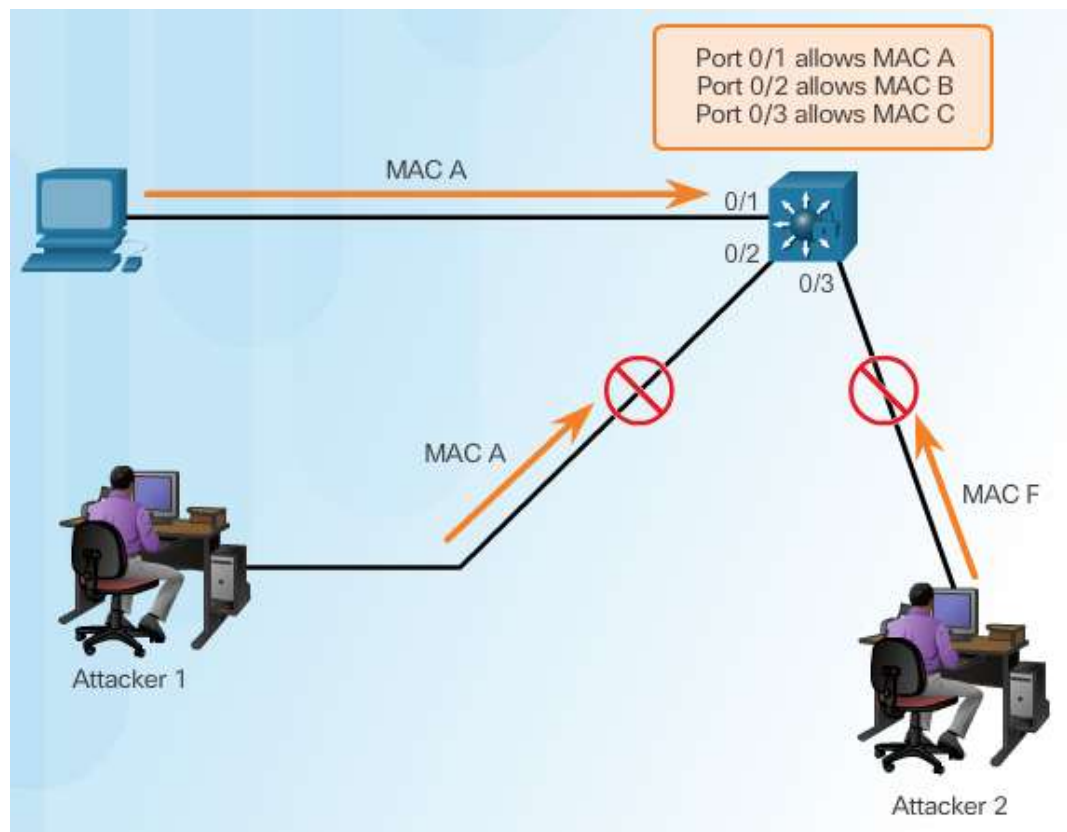 Port 0/1 allows MAC A
Port 0/2 allows MAC B
Port 0/3 allows MAC C
MAC A
0/1
0/2
0/3
MAC A
MAC F
Attacker 1
Attacker 2